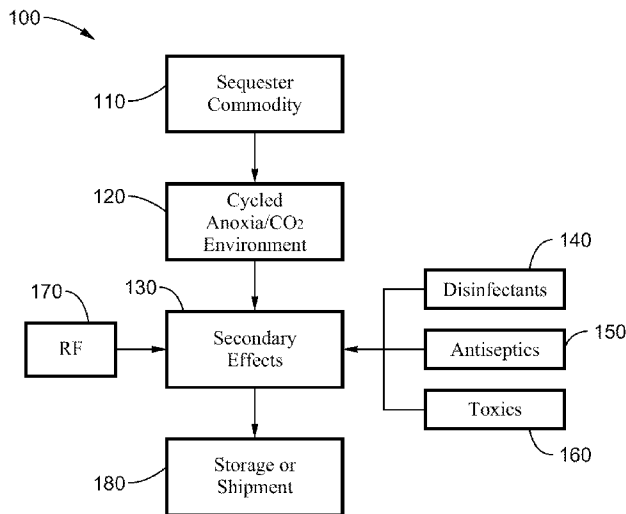 100
110
Sequester
Commodity
120
Cycled
Anoxia/CO₂
Environment
170
RF
130
Secondary
Effects
140
Disinfectants
Antiseptics
150
Toxics
160
180
Storage or
Shipment